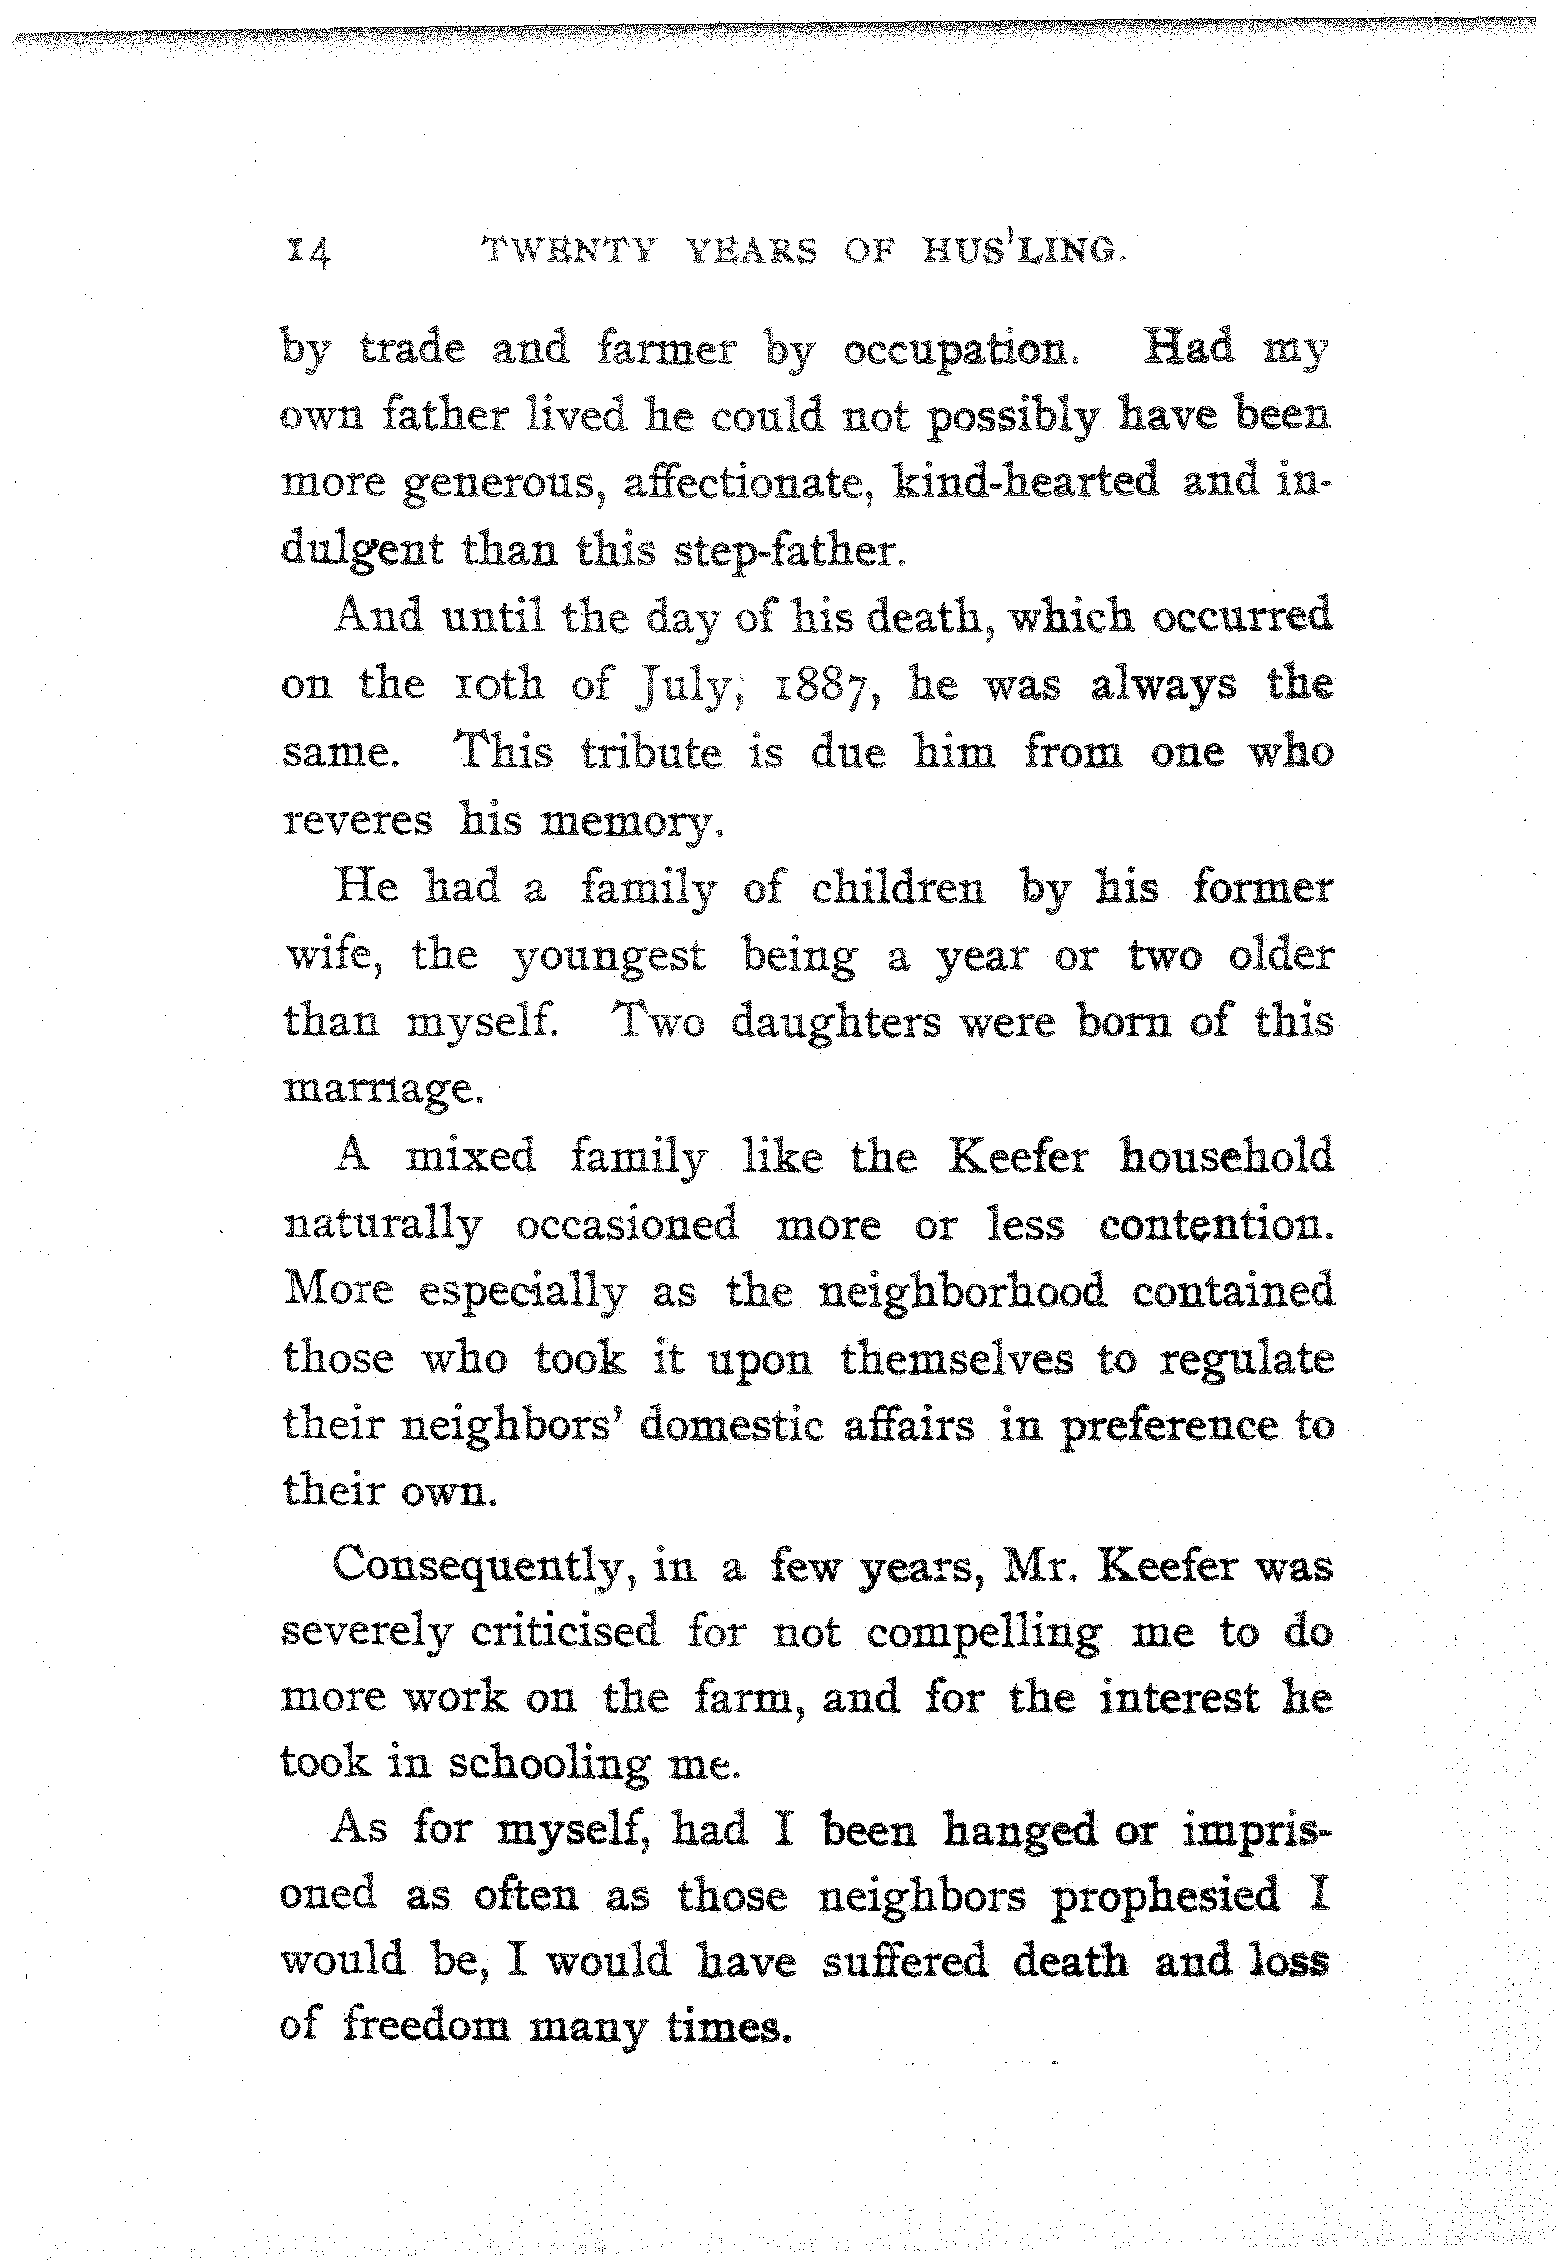 14 TWENTY YEARS OF HUS'LING.
by trade and farmer by occupation. Had my
own father lived he could not possibly have been
more generous, affectionate, kind-hearted and in-
dulgent than this step-father.
And until the day of his death, which occurred
on the 10th of July, 1887, he was always the
same. This tribute is due him from one who
reveres his memory.
He had a family of children by his former
wife, the youngest being a year or two older
than myself. Two daughters were born of this
marriage.
A mixed family like the Keefer household
naturally occasioned more or less contention.
More especially as the neighborhood contained
those who took it upon themselves to regulate
their neighbors' domestic affairs in preference to
their own.
Consequently, in a few years, Mr. Keefer was
severely criticised for not compelling me to do
more work on the farm, and for the interest he
took in schooling me.
As for myself, had I been hanged or impris-
oned as often as those neighbors prophesied I
would be, I would have suffered death and loss
of freedom many times.